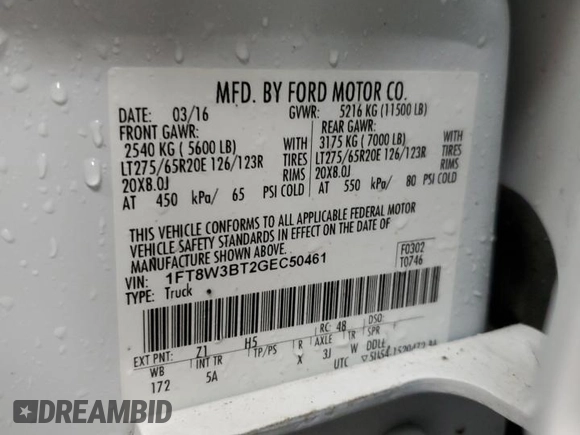 MFD. BY FORD MOTOR CO.
DATE: 03/16 GVWR: 5216 KG (11500 LB)
FRONT GAWR: REAR GAWR:
2540 KG ( 5600 LB) WITH 3175 KG ( 7000 LB) WITH
LT275/65R20E 126/123R TIRES LT275/65R20E 126/123R TIRES
20X8.0J RIMS 20X8.0J RIMS
AT 450 kPa/ 65 PSI COLD AT 550 kPa/ 80 PSI COLD
THIS VEHICLE CONFORMS TO ALL APPLICABLE FEDERAL MOTOR
VEHICLE SAFETY STANDARDS IN EFFECT ON THE DATE OF
MANUFACTURE SHOWN ABOVE.
VIN: 1FT8W3BT2GEC50461 F0302
TYPE: Truck T0746
EXT PNT: Z1 H5 RC: 48 DSO:
WB INT TR TP/PS R AXLE TR SPR
172 5A X 3J W DDLE
UTC
DREAMBID